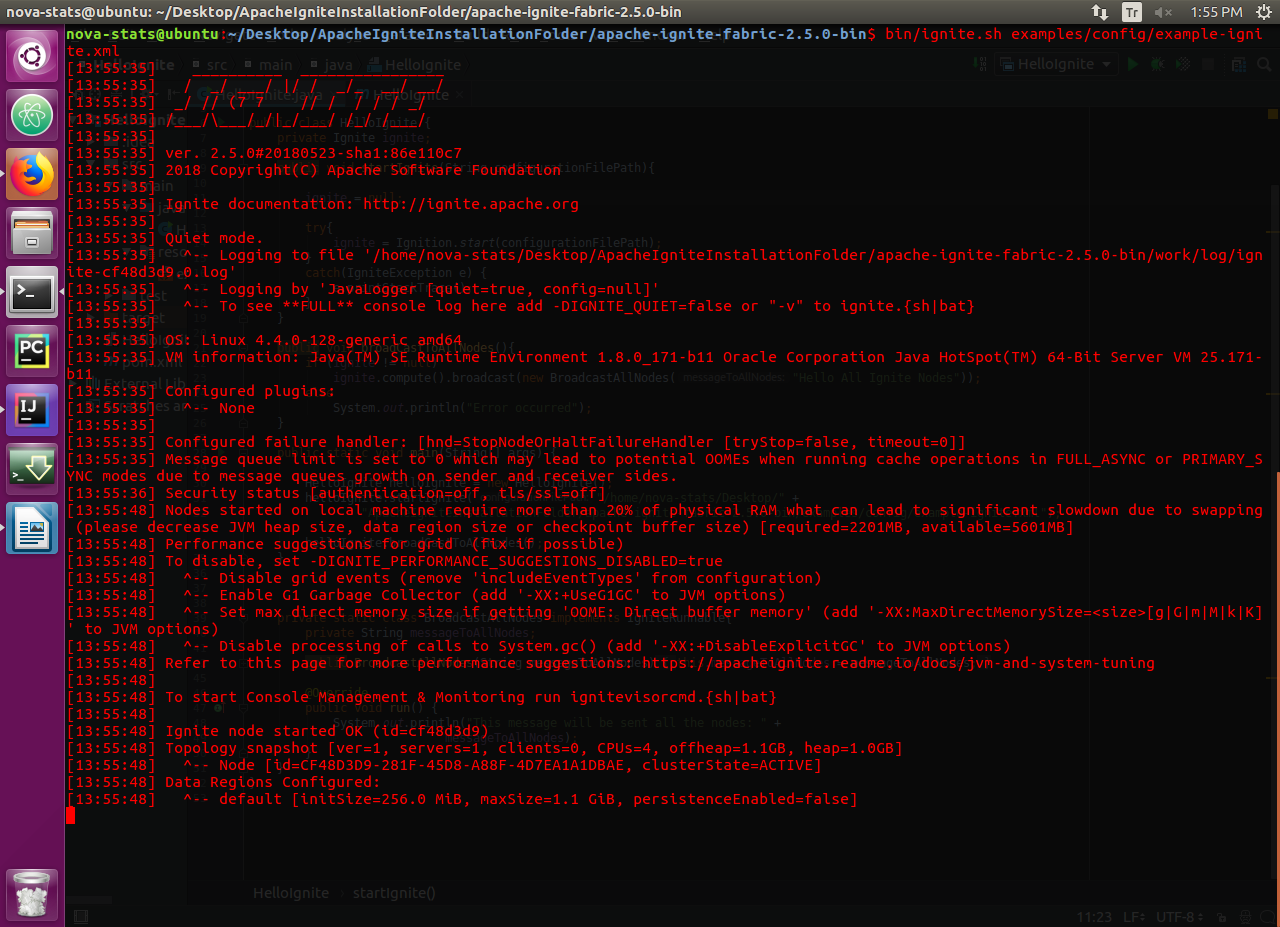 nova-stats@ubuntu: ~/Desktop/ApacheIgniteInstallationFolder/apache-ignite-fabric-2.5.0-bin
Tr
1:55 PM
nova-stats@ubuntu:~/Desktop/ApacheIgniteInstallationFolder/apache-ignite-fabric-2.5.0-bin$ bin/ignite.sh examples/config/example-igni
te.xml
[13:55:35]    __________  ________________
[13:55:35]   /  _/ ___/ |/ /  _/_  __/ __/
[13:55:35]  _/ // (7 7    // /  / / / _/
[13:55:35] /___/\___/_/|_/___/ /_/ /___/
[13:55:35]
[13:55:35] ver. 2.5.0#20180523-sha1:86e110c7
[13:55:35] 2018 Copyright(C) Apache Software Foundation
[13:55:35]
[13:55:35] Ignite documentation: http://ignite.apache.org
[13:55:35]
[13:55:35] Quiet mode.
[13:55:35]   ^-- Logging to file '/home/nova-stats/Desktop/ApacheIgniteInstallationFolder/apache-ignite-fabric-2.5.0-bin/work/log/ign
ite-cf48d3d9.0.log'
[13:55:35]   ^-- Logging by 'JavaLogger [quiet=true, config=null]'
[13:55:35]   ^-- To see **FULL** console log here add -DIGNITE_QUIET=false or "-v" to ignite.{sh|bat}
[13:55:35]
[13:55:35] OS: Linux 4.4.0-128-generic amd64
[13:55:35] VM information: Java(TM) SE Runtime Environment 1.8.0_171-b11 Oracle Corporation Java HotSpot(TM) 64-Bit Server VM 25.171-
b11
[13:55:35] Configured plugins:
[13:55:35]   ^-- None
[13:55:35]
[13:55:35] Configured failure handler: [hnd=StopNodeOrHaltFailureHandler [tryStop=false, timeout=0]]
[13:55:35] Message queue limit is set to 0 which may lead to potential OOMEs when running cache operations in FULL_ASYNC or PRIMARY_S
YNC modes due to message queues growth on sender and receiver sides.
[13:55:36] Security status [authentication=off, tls/ssl=off]
[13:55:48] Nodes started on local machine require more than 20% of physical RAM what can lead to significant slowdown due to swapping
 (please decrease JVM heap size, data region size or checkpoint buffer size) [required=2201MB, available=5601MB]
[13:55:48] Performance suggestions for grid  (fix if possible)
[13:55:48] To disable, set -DIGNITE_PERFORMANCE_SUGGESTIONS_DISABLED=true
[13:55:48]   ^-- Disable grid events (remove 'includeEventTypes' from configuration)
[13:55:48]   ^-- Enable G1 Garbage Collector (add '-XX:+UseG1GC' to JVM options)
[13:55:48]   ^-- Set max direct memory size if getting 'OOME: Direct buffer memory' (add '-XX:MaxDirectMemorySize=<size>[g|G|m|M|k|K]
' to JVM options)
[13:55:48]   ^-- Disable processing of calls to System.gc() (add '-XX:+DisableExplicitGC' to JVM options)
[13:55:48] Refer to this page for more performance suggestions: https://apacheignite.readme.io/docs/jvm-and-system-tuning
[13:55:48]
[13:55:48] To start Console Management & Monitoring run ignitevisorcmd.{sh|bat}
[13:55:48]
[13:55:48] Ignite node started OK (id=cf48d3d9)
[13:55:48] Topology snapshot [ver=1, servers=1, clients=0, CPUs=4, offheap=1.1GB, heap=1.0GB]
[13:55:48]   ^-- Node [id=CF48D3D9-281F-45D8-A88F-4D7EA1A1DBAE, clusterState=ACTIVE]
[13:55:48] Data Regions Configured:
[13:55:48]   ^-- default [initSize=256.0 MiB, maxSize=1.1 GiB, persistenceEnabled=false]
HelloIgnite
startIgnite()
11:23
LF
UTF-8